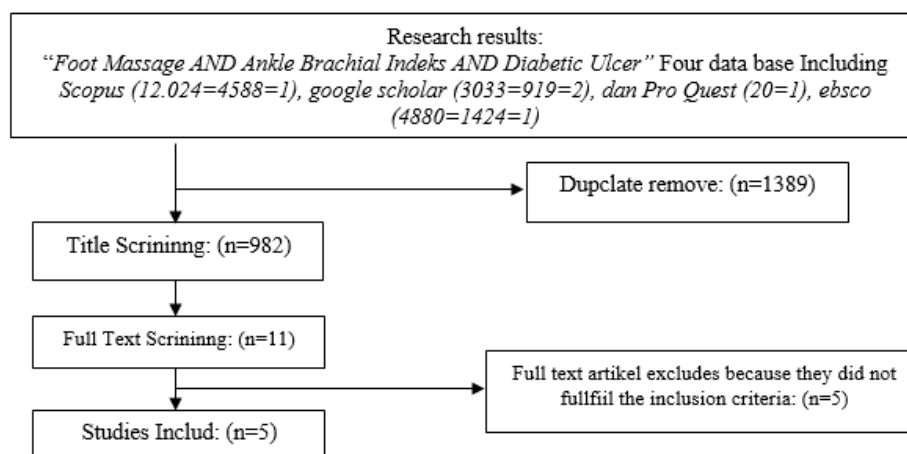 Research results:
“Foot Massage AND Ankle Brachial Indeks AND Diabetic Ulcer” Four data base Including
Scopus (12.024=4588=1), google scholar (3033=919=2), dan Pro Quest (20=1), ebsco
(4880=1424=1)
Dupclate remove: (n=1389)
Title Scrininng: (n=982)
Full Text Scrininng: (n=11)
Full text artikel excludes because they did not
fullfiil the inclusion criteria: (n=5)
Studies Includ: (n=5)